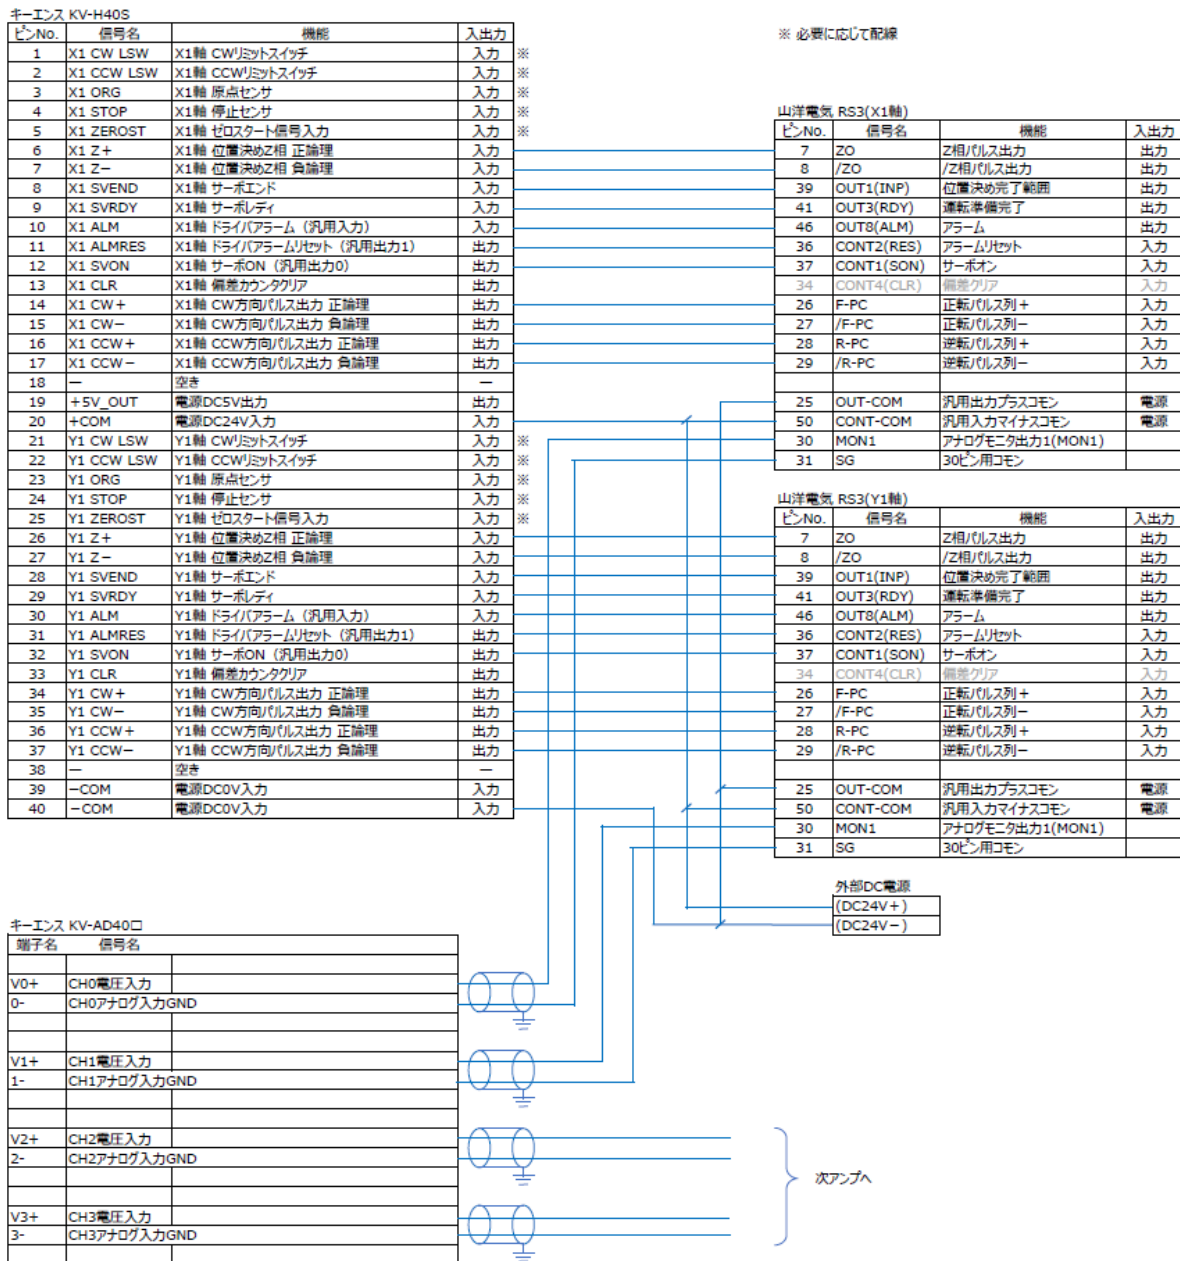 キーエンス KV-H40S
ピンNo. 信号名 機能 入出力
1 X1 CW LSW X1軸 CWリミットスイッチ 入力 ※
2 X1 CCW LSW X1軸 CCWリミットスイッチ 入力 ※
3 X1 ORG X1軸 原点センサ 入力 ※
4 X1 STOP X1軸 停止センサ 入力 ※
5 X1 ZEROST X1軸 ゼロスタート信号入力 入力 ※
6 X1 Z+ X1軸 位置決めZ相 正論理 入力
7 X1 Z− X1軸 位置決めZ相 負論理 入力
8 X1 SVEND X1軸 サーボエンド 入力
9 X1 SVRDY X1軸 サーボレディ 入力
10 X1 ALM X1軸 ドライバアラーム（汎用入力） 入力
11 X1 ALMRES X1軸 ドライバアラームリセット（汎用出力1） 出力
12 X1 SVON X1軸 サーボON（汎用出力0） 出力
13 X1 CLR X1軸 偏差カウンタクリア 出力
14 X1 CW+ X1軸 CW方向パルス出力 正論理 出力
15 X1 CW− X1軸 CW方向パルス出力 負論理 出力
16 X1 CCW+ X1軸 CCW方向パルス出力 正論理 出力
17 X1 CCW− X1軸 CCW方向パルス出力 負論理 出力
18 — 空き —
19 +5V_OUT 電源DC5V出力 出力
20 +COM 電源DC24V入力 入力
21 Y1 CW LSW Y1軸 CWリミットスイッチ 入力 ※
22 Y1 CCW LSW Y1軸 CCWリミットスイッチ 入力 ※
23 Y1 ORG Y1軸 原点センサ 入力 ※
24 Y1 STOP Y1軸 停止センサ 入力 ※
25 Y1 ZEROST Y1軸 ゼロスタート信号入力 入力 ※
26 Y1 Z+ Y1軸 位置決めZ相 正論理 入力
27 Y1 Z− Y1軸 位置決めZ相 負論理 入力
28 Y1 SVEND Y1軸 サーボエンド 入力
29 Y1 SVRDY Y1軸 サーボレディ 入力
30 Y1 ALM Y1軸 ドライバアラーム（汎用入力） 入力
31 Y1 ALMRES Y1軸 ドライバアラームリセット（汎用出力1） 出力
32 Y1 SVON Y1軸 サーボON（汎用出力0） 出力
33 Y1 CLR Y1軸 偏差カウンタクリア 出力
34 Y1 CW+ Y1軸 CW方向パルス出力 正論理 出力
35 Y1 CW− Y1軸 CW方向パルス出力 負論理 出力
36 Y1 CCW+ Y1軸 CCW方向パルス出力 正論理 出力
37 Y1 CCW− Y1軸 CCW方向パルス出力 負論理 出力
38 — 空き —
39 −COM 電源DC0V入力 入力
40 −COM 電源DC0V入力 入力
※ 必要に応じて配線
山洋電気 RS3(X1軸)
ピンNo. 信号名 機能 入出力
7 ZO Z相パルス出力 出力
8 /ZO /Z相パルス出力 出力
39 OUT1(INP) 位置決め完了範囲 出力
41 OUT3(RDY) 運転準備完了 出力
46 OUT8(ALM) アラーム 出力
36 CONT2(RES) アラームリセット 入力
37 CONT1(SON) サーボオン 入力
34 CONT4(CLR) 偏差クリア 入力
26 F-PC 正転パルス列+ 入力
27 /F-PC 正転パルス列− 入力
28 R-PC 逆転パルス列+ 入力
29 /R-PC 逆転パルス列− 入力
25 OUT-COM 汎用出力プラスコモン 電源
50 CONT-COM 汎用入力マイナスコモン 電源
30 MON1 アナログモニタ出力1(MON1)
31 SG 30ピン用コモン
山洋電気 RS3(Y1軸)
ピンNo. 信号名 機能 入出力
7 ZO Z相パルス出力 出力
8 /ZO /Z相パルス出力 出力
39 OUT1(INP) 位置決め完了範囲 出力
41 OUT3(RDY) 運転準備完了 出力
46 OUT8(ALM) アラーム 出力
36 CONT2(RES) アラームリセット 入力
37 CONT1(SON) サーボオン 入力
34 CONT4(CLR) 偏差クリア 入力
26 F-PC 正転パルス列+ 入力
27 /F-PC 正転パルス列− 入力
28 R-PC 逆転パルス列+ 入力
29 /R-PC 逆転パルス列− 入力
25 OUT-COM 汎用出力プラスコモン 電源
50 CONT-COM 汎用入力マイナスコモン 電源
30 MON1 アナログモニタ出力1(MON1)
31 SG 30ピン用コモン
外部DC電源
(DC24V+)
(DC24V−)
キーエンス KV-AD40□
端子名 信号名
V0+ CH0電圧入力
0- CH0アナログ入力GND
V1+ CH1電圧入力
1- CH1アナログ入力GND
V2+ CH2電圧入力
2- CH2アナログ入力GND
V3+ CH3電圧入力
3- CH3アナログ入力GND
次アンプへ